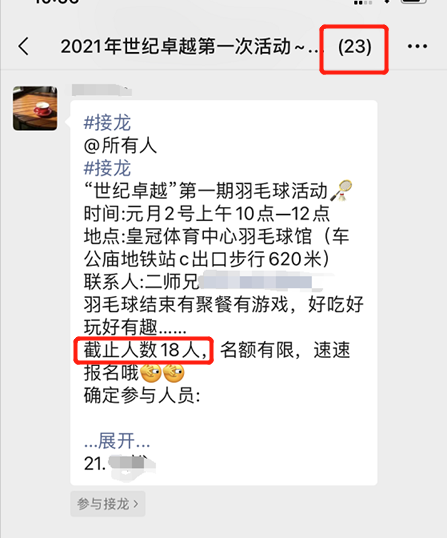 2021年世纪卓越第一次活动~... (23)
#接龙
@所有人
#接龙
“世纪卓越”第一期羽毛球活动🏸
时间:元月2号上午10点—12点
地点:皇冠体育中心羽毛球馆（车
公庙地铁站c出口步行620米）
联系人:二师兄
羽毛球结束有聚餐有游戏，好吃好
玩好有趣......
截止人数18人，名额有限，速速
报名哦🤭🤭
确定参与人员:
...展开...
21.
参与接龙 >